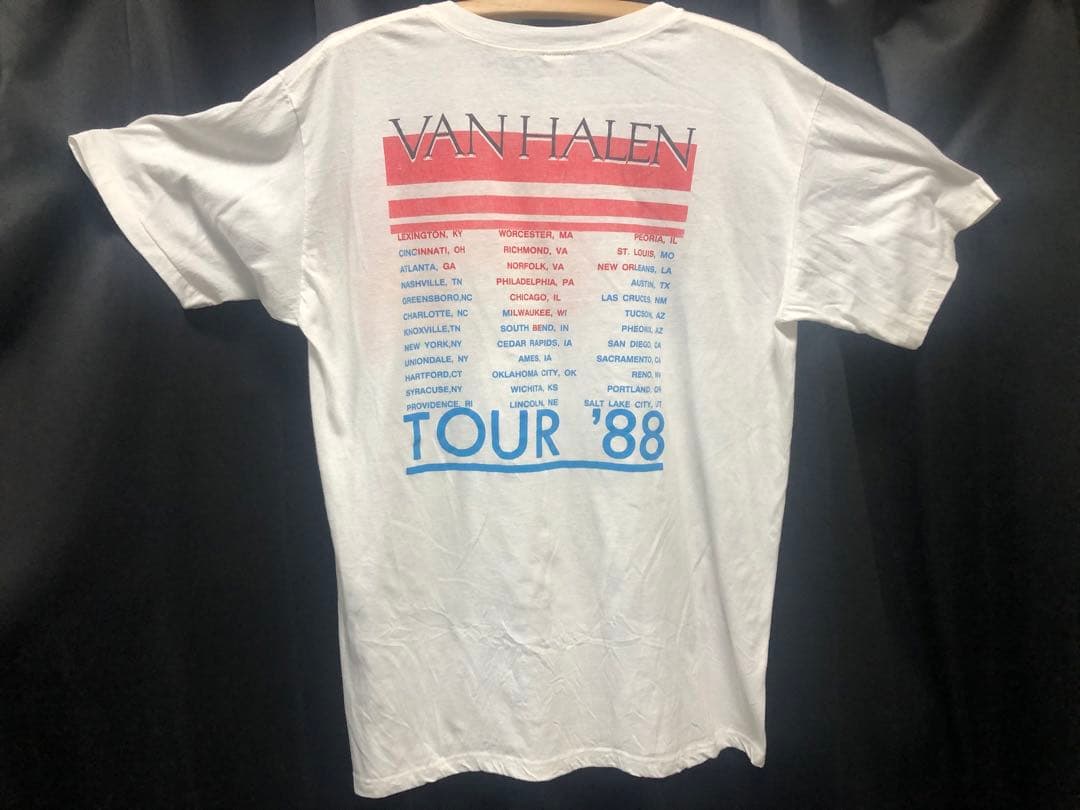 VAN HALEN
LEXINGTON, KY
CINCINNATI, OH
ATLANTA, GA
NASHVILLE, TN
GREENSBORO,NC
CHARLOTTE, NC
KNOXVILLE,TN
NEW YORK,NY
UNIONDALE, NY
HARTFORD,CT
SYRACUSE,NY
PROVIDENCE, RI
WORCESTER, MA
RICHMOND, VA
NORFOLK, VA
PHILADELPHIA, PA
CHICAGO, IL
MILWAUKEE, WI
SOUTH BEND, IN
CEDAR RAPIDS, IA
AMES, IA
OKLAHOMA CITY, OK
WICHITA, KS
LINCOLN, NE
PEORIA, IL
ST. LOUIS, MO
NEW ORLEANS, LA
AUSTIN, TX
LAS CRUCES, NM
TUCSON, AZ
PHEONIX, AZ
SAN DIEGO, CA
SACRAMENTO, CA
RENO, NV
PORTLAND, OR
SALT LAKE CITY, UT
TOUR '88